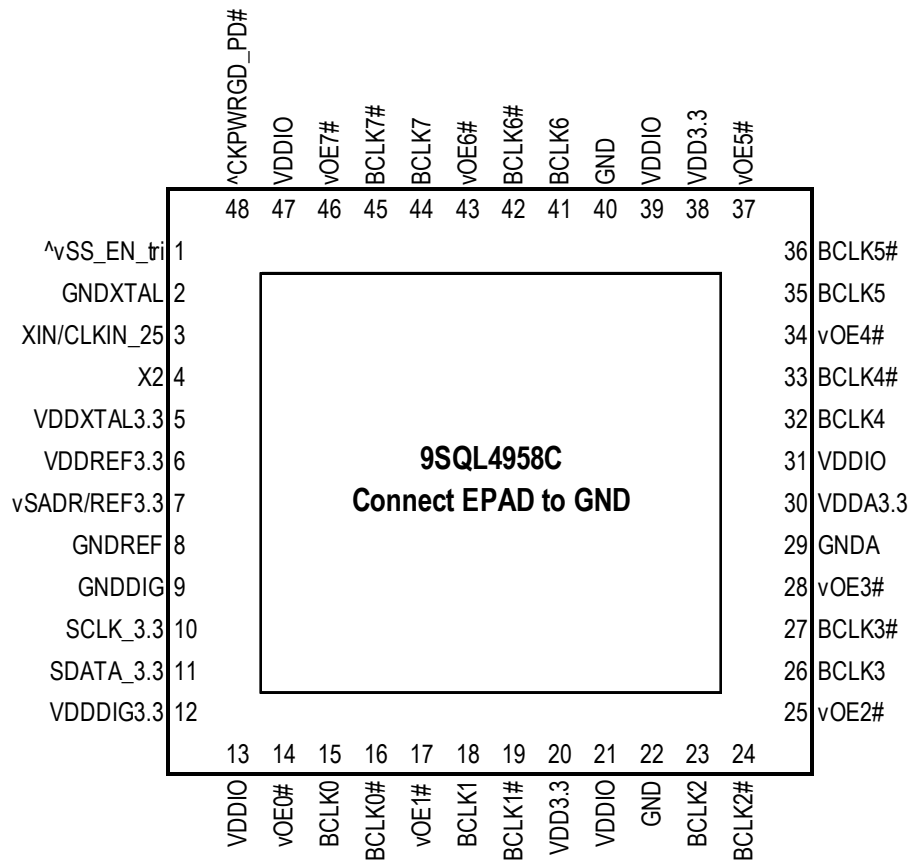 ^CKPWRGD_PD#
VDDIO
vOE7#
BCLK7#
BCLK7
vOE6#
BCLK6#
BCLK6
GND
VDDIO
VDD3.3
vOE5#
48 47 46 45 44 43 42 41 40 39 38 37
^vSS_EN_tri 1
GNDXTAL 2
XIN/CLKIN_25 3
X2 4
VDDXTAL3.3 5
VDDREF3.3 6
vSADR/REF3.3 7
GNDREF 8
GNDDIG 9
SCLK_3.3 10
SDATA_3.3 11
VDDDIG3.3 12
9SQL4958C
Connect EPAD to GND
36 BCLK5#
35 BCLK5
34 vOE4#
33 BCLK4#
32 BCLK4
31 VDDIO
30 VDDA3.3
29 GNDA
28 vOE3#
27 BCLK3#
26 BCLK3
25 vOE2#
13 14 15 16 17 18 19 20 21 22 23 24
VDDIO
vOE0#
BCLK0
BCLK0#
vOE1#
BCLK1
BCLK1#
VDD3.3
VDDIO
GND
BCLK2
BCLK2#